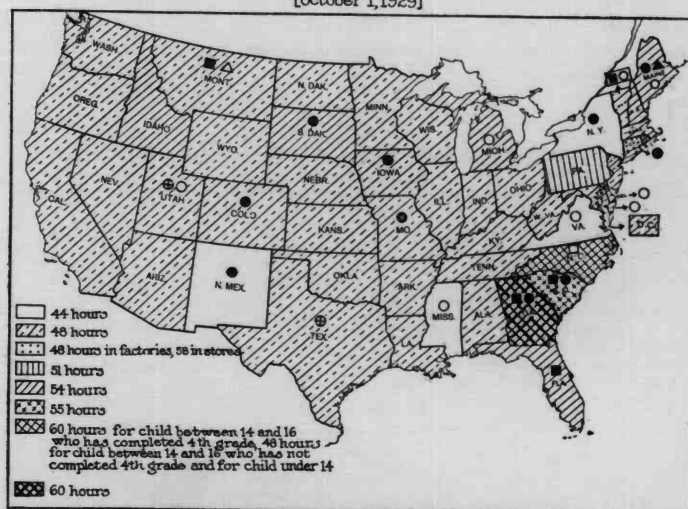 [October 1, 1929]
WASH.
MONT.
N. DAK.
MINN.
MAINE
OREG.
IDAHO
S. DAK.
WIS.
MICH.
N. Y.
WYO.
IOWA
PA.
NEV.
UTAH
NEBR.
ILL.
IND.
OHIO
CAL.
COLO.
KANS.
MO.
KY.
W. VA.
VA.
D.C.
ARIZ.
N. MEX.
OKLA.
ARK.
TENN.
TEX.
LA.
MISS.
ALA.
FLA.
44 hours
48 hours
48 hours in factories, 58 in stores
51 hours
54 hours
55 hours
60 hours for child between 14 and 16
who has completed 4th grade, 48 hours
for child between 14 and 16 who has not
completed 4th grade and for child under 14
60 hours